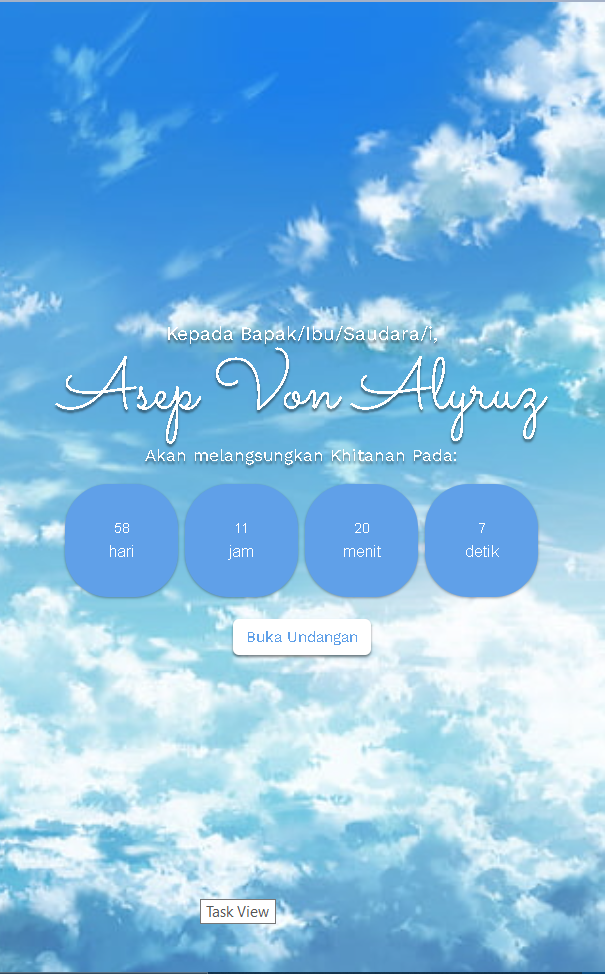 Kepada Bapak/Ibu/Saudara/i,
Asep Von Alyruz
Akan melangsungkan Khitanan Pada:
58 11 20 7
hari jam menit detik
Buka Undangan
Task View